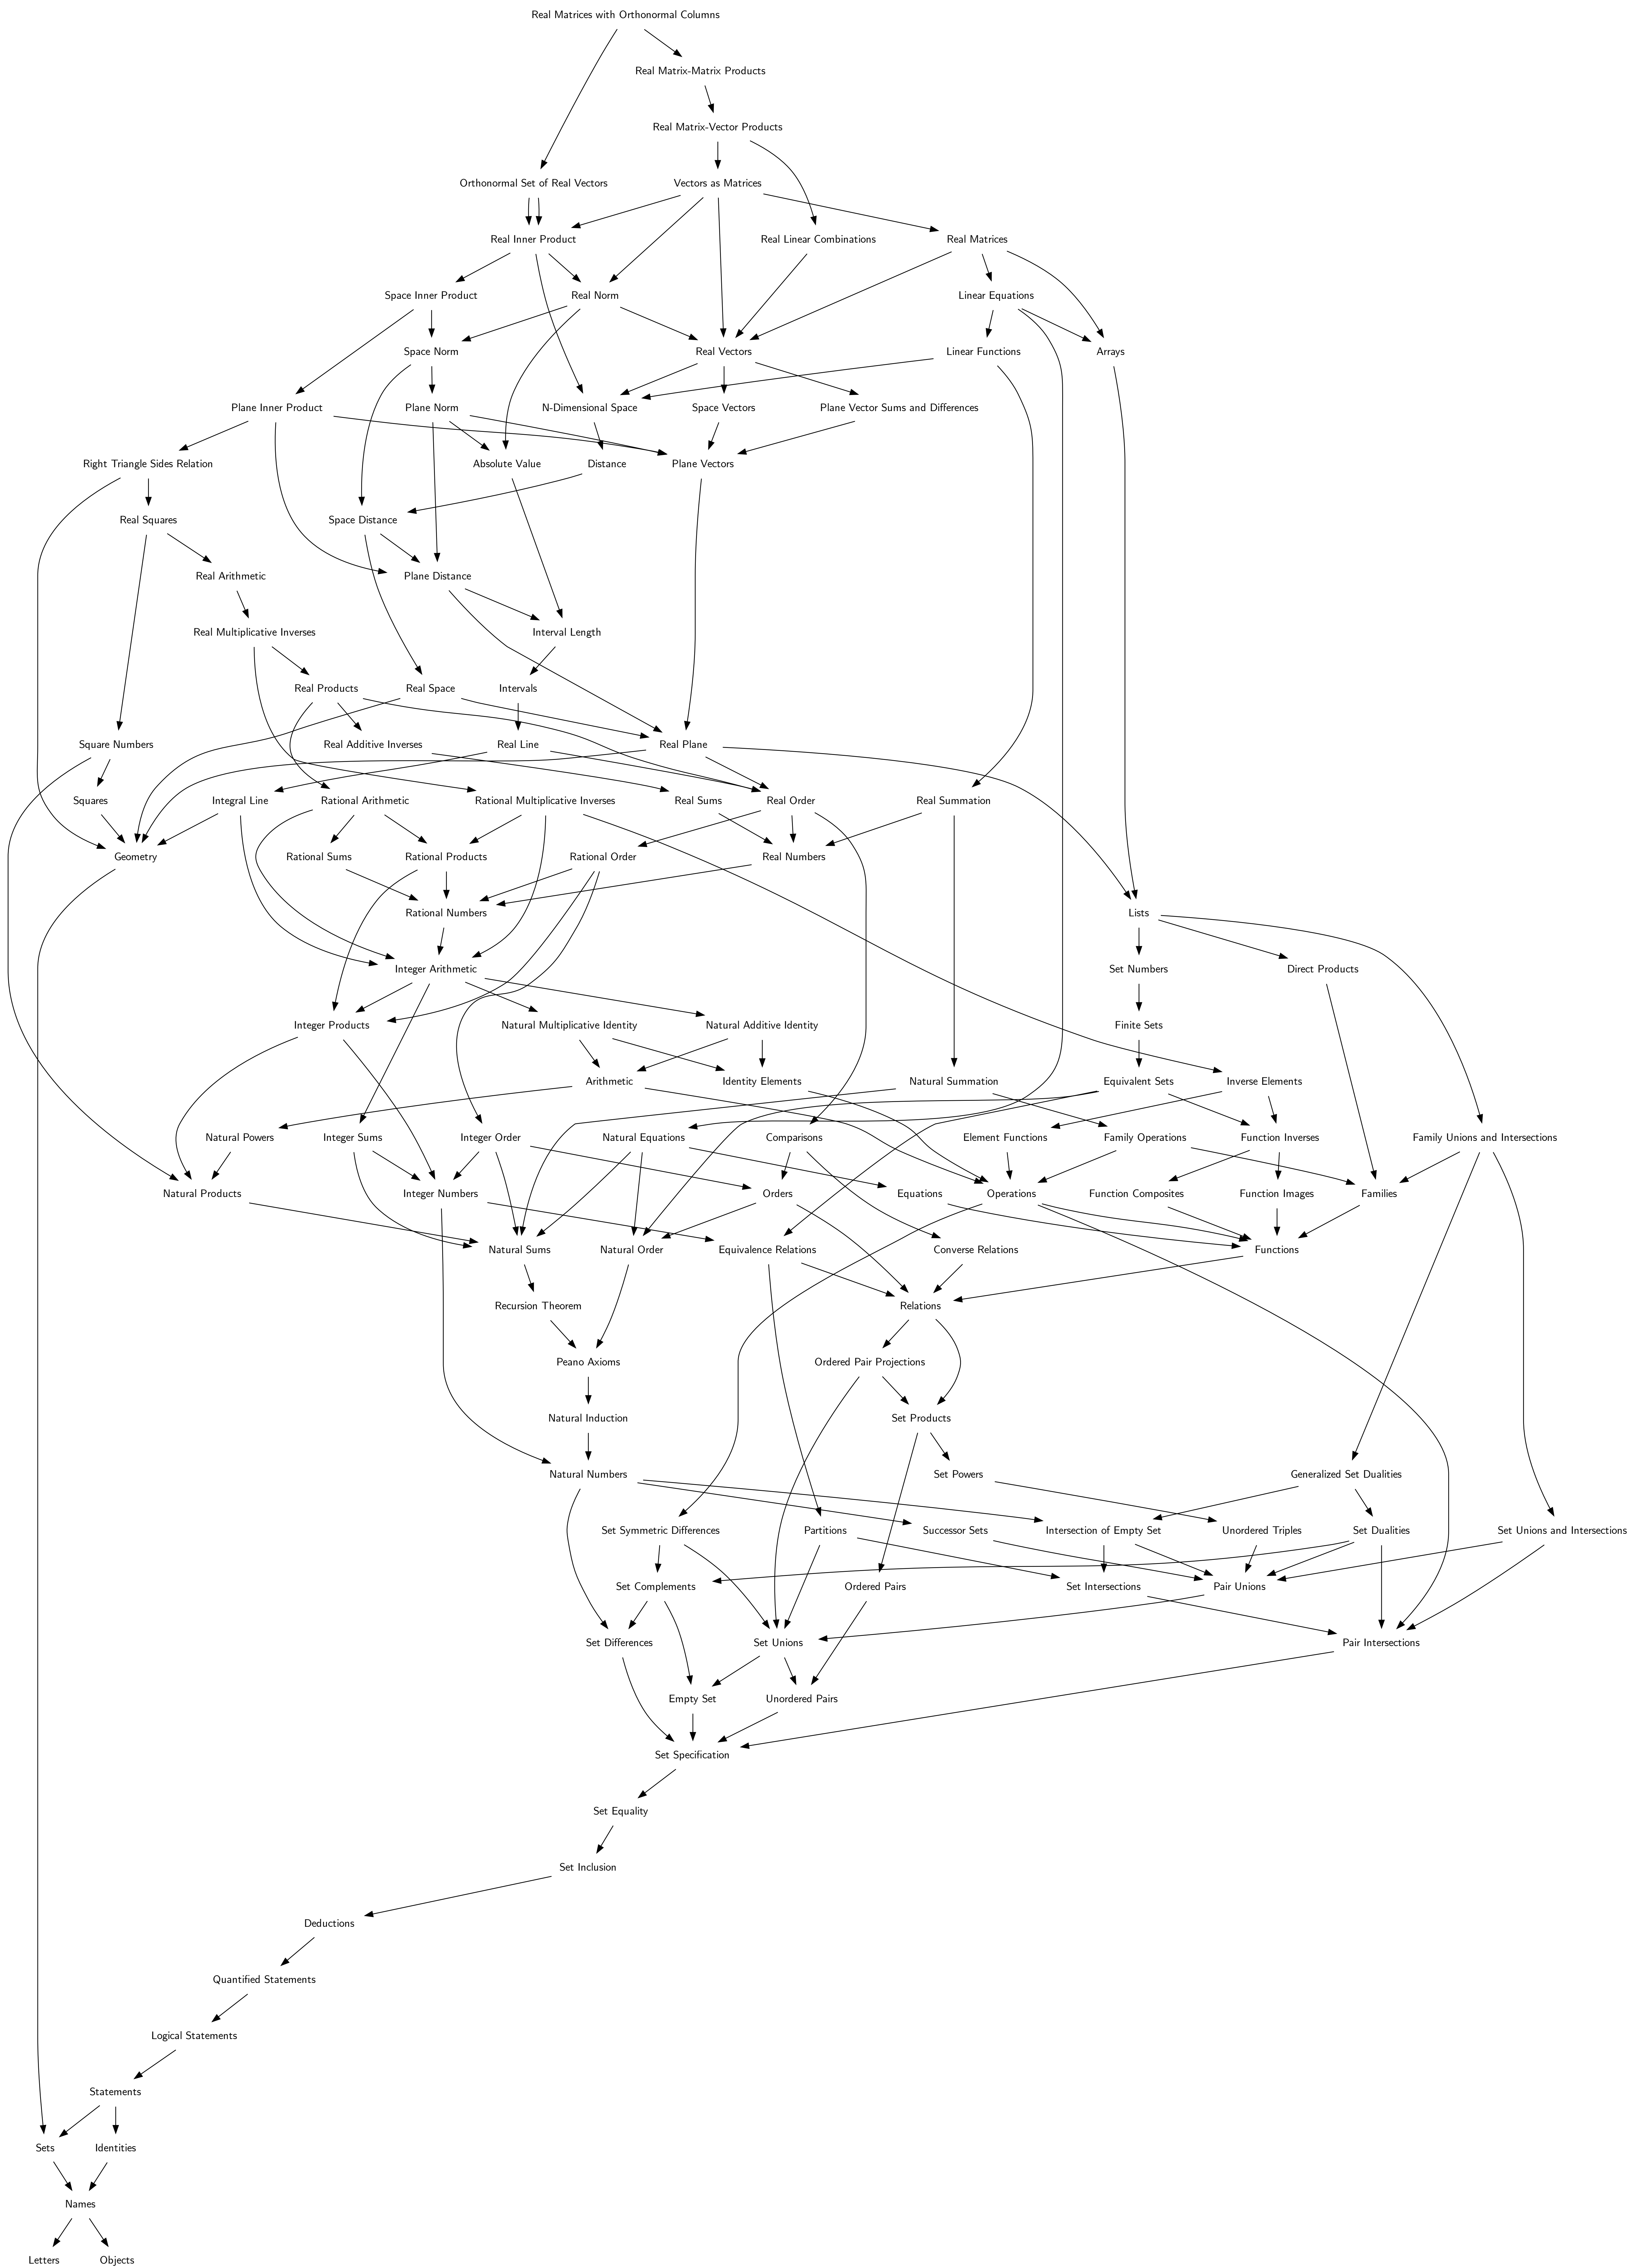 Real Matrices with Orthonormal Columns
Real Matrix-Matrix Products
Real Matrix-Vector Products
Orthonormal Set of Real Vectors
Vectors as Matrices
Real Inner Product
Real Linear Combinations
Real Matrices
Space Inner Product
Real Norm
Linear Equations
Space Norm
Real Vectors
Linear Functions
Arrays
Plane Inner Product
Plane Norm
N-Dimensional Space
Space Vectors
Plane Vector Sums and Differences
Right Triangle Sides Relation
Absolute Value
Distance
Plane Vectors
Real Squares
Space Distance
Real Arithmetic
Plane Distance
Real Multiplicative Inverses
Interval Length
Real Products
Real Space
Intervals
Square Numbers
Real Additive Inverses
Real Line
Real Plane
Squares
Integral Line
Rational Arithmetic
Rational Multiplicative Inverses
Real Sums
Real Order
Real Summation
Geometry
Rational Sums
Rational Products
Rational Order
Real Numbers
Rational Numbers
Lists
Integer Arithmetic
Set Numbers
Direct Products
Integer Products
Natural Multiplicative Identity
Natural Additive Identity
Finite Sets
Arithmetic
Identity Elements
Natural Summation
Equivalent Sets
Inverse Elements
Natural Powers
Integer Sums
Integer Order
Natural Equations
Comparisons
Element Functions
Family Operations
Function Inverses
Family Unions and Intersections
Natural Products
Integer Numbers
Orders
Equations
Operations
Function Composites
Function Images
Families
Natural Sums
Natural Order
Equivalence Relations
Converse Relations
Functions
Recursion Theorem
Relations
Peano Axioms
Ordered Pair Projections
Natural Induction
Set Products
Natural Numbers
Set Powers
Generalized Set Dualities
Set Symmetric Differences
Partitions
Successor Sets
Intersection of Empty Set
Unordered Triples
Set Dualities
Set Unions and Intersections
Set Complements
Ordered Pairs
Set Intersections
Pair Unions
Set Differences
Set Unions
Pair Intersections
Empty Set
Unordered Pairs
Set Specification
Set Equality
Set Inclusion
Deductions
Quantified Statements
Logical Statements
Statements
Sets
Identities
Names
Letters
Objects